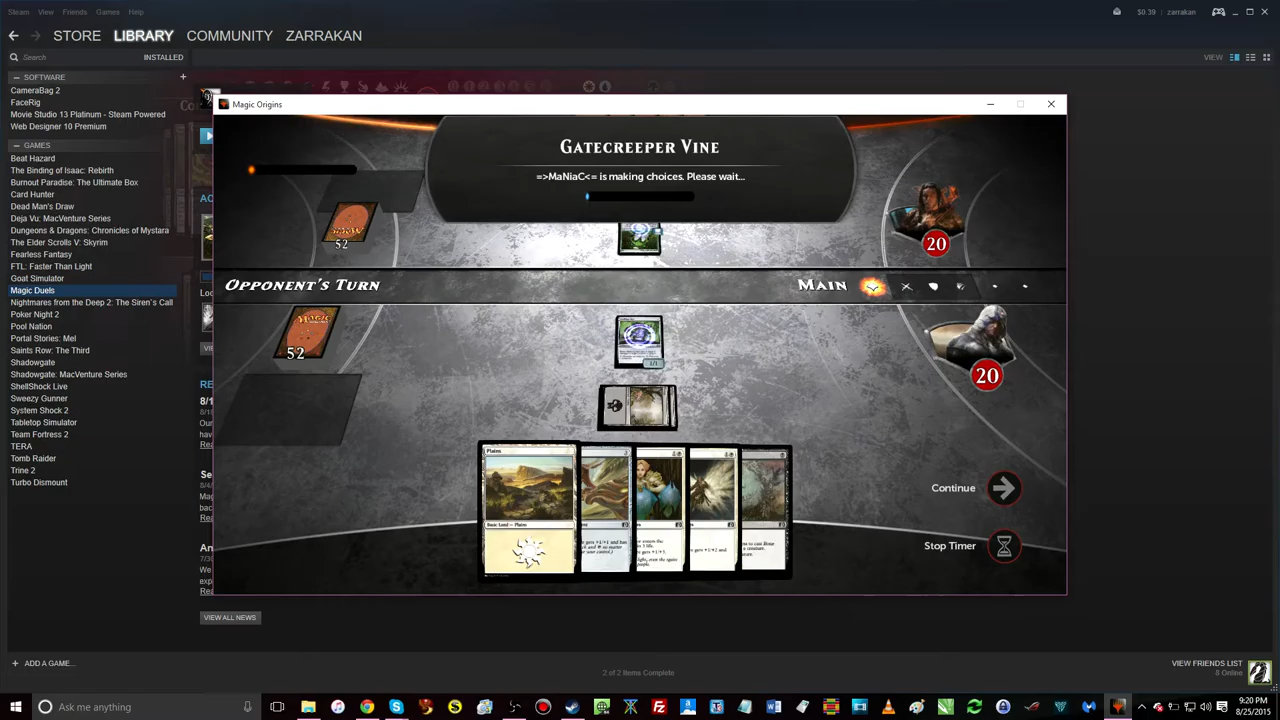 Steam View Friends Games Help
$0.39 zarrakan
STORE LIBRARY COMMUNITY ZARRAKAN
Search INSTALLED VIEW
SOFTWARE
CameraBag 2
FaceRig
Movie Studio 13 Platinum - Steam Powered
Web Designer 10 Premium
GAMES
Beat Hazard
The Binding of Isaac: Rebirth
Burnout Paradise: The Ultimate Box
Card Hunter
Dead Man's Draw
Deja Vu: MacVenture Series
Dungeons & Dragons: Chronicles of Mystara
The Elder Scrolls V: Skyrim
Fearless Fantasy
FTL: Faster Than Light
Goat Simulator
Magic Duels
Nightmares from the Deep 2: The Siren's Call
Poker Night 2
Pool Nation
Portal Stories: Mel
Saints Row: The Third
Shadowgate
Shadowgate: MacVenture Series
ShellShock Live
Sweezy Gunner
System Shock 2
Tabletop Simulator
Team Fortress 2
TERA
Tomb Raider
Trine 2
Turbo Dismount
Magic Origins
GATECREEPER VINE
=>MaNiaC<= is making choices. Please wait...
52
20
OPPONENT'S TURN
MAIN
52
1/1
20
Plains
Basic Land — Plains
Continue
Stop Timer
VIEW ALL NEWS
+ ADD A GAME...
2 of 2 Items Complete
VIEW FRIENDS LIST
8 Online
Ask me anything
9:20 PM
8/25/2015